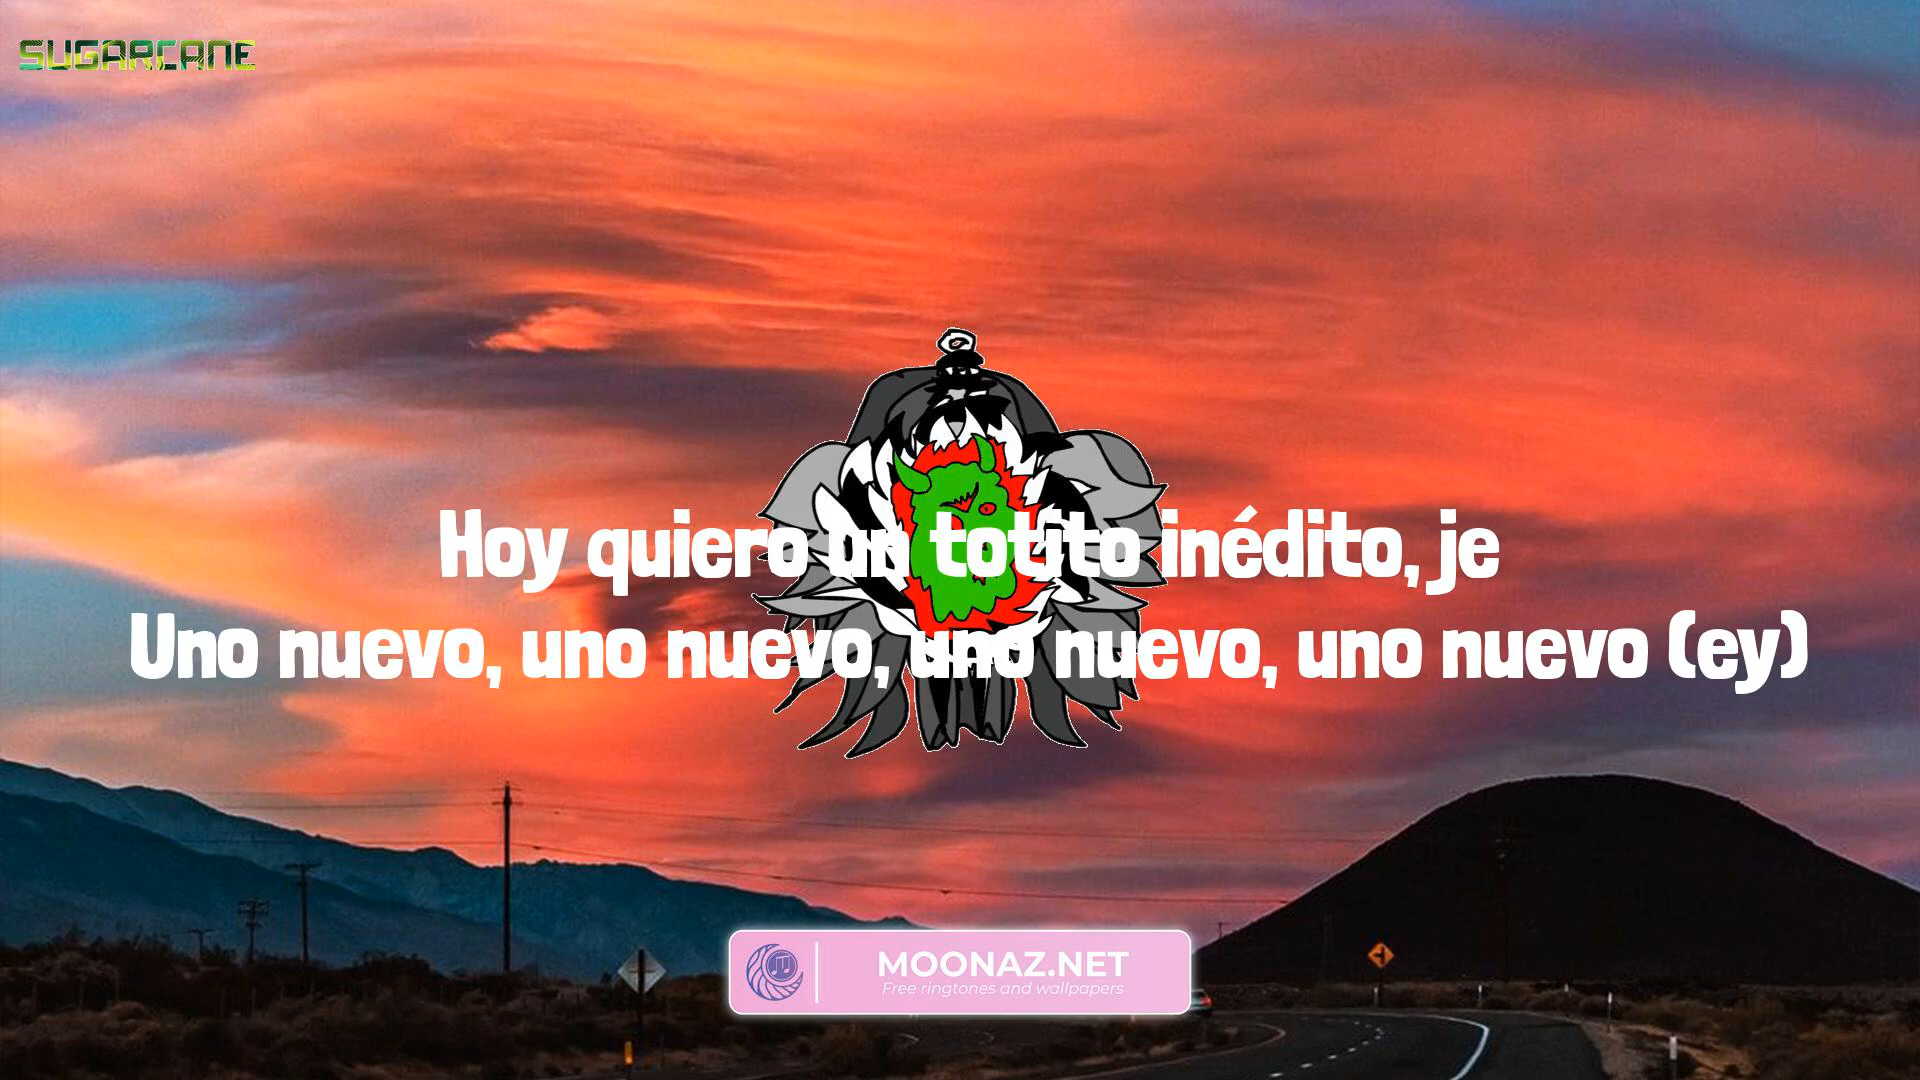 SUGARCANE
Hoy quiero un totito inédito, je
Uno nuevo, uno nuevo, uno nuevo, uno nuevo (ey)
MOONAZ.NET
Free ringtones and wallpapers